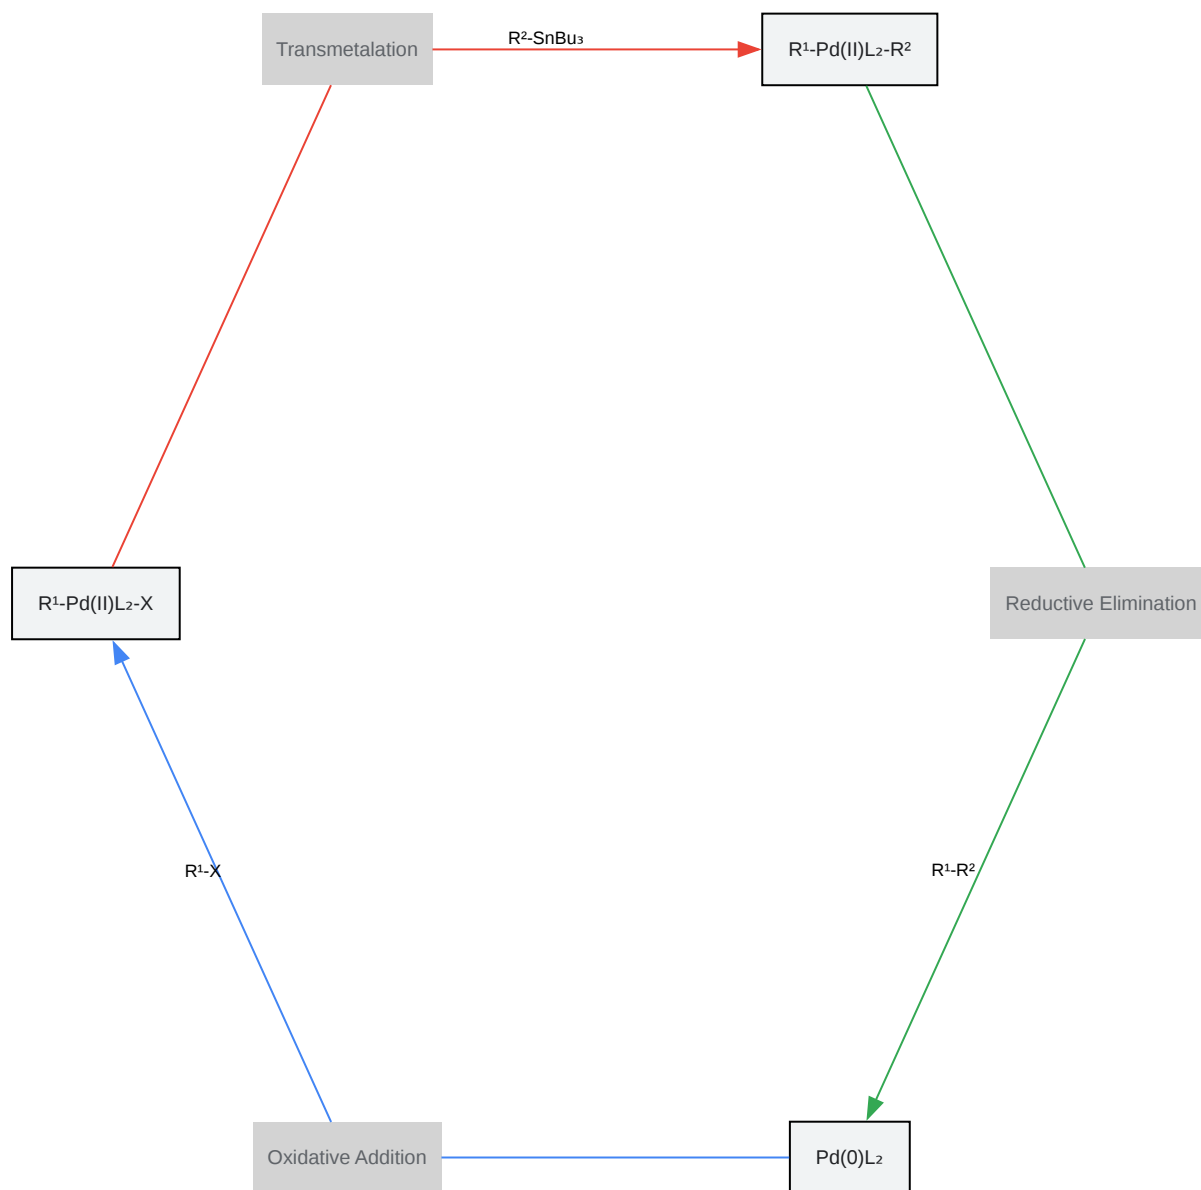 R²-SnBu₃
Transmetalation
R¹-Pd(II)L₂-R²
R¹-Pd(II)L₂-X
Reductive Elimination
R¹-X
R¹-R²
Oxidative Addition
Pd(0)L₂